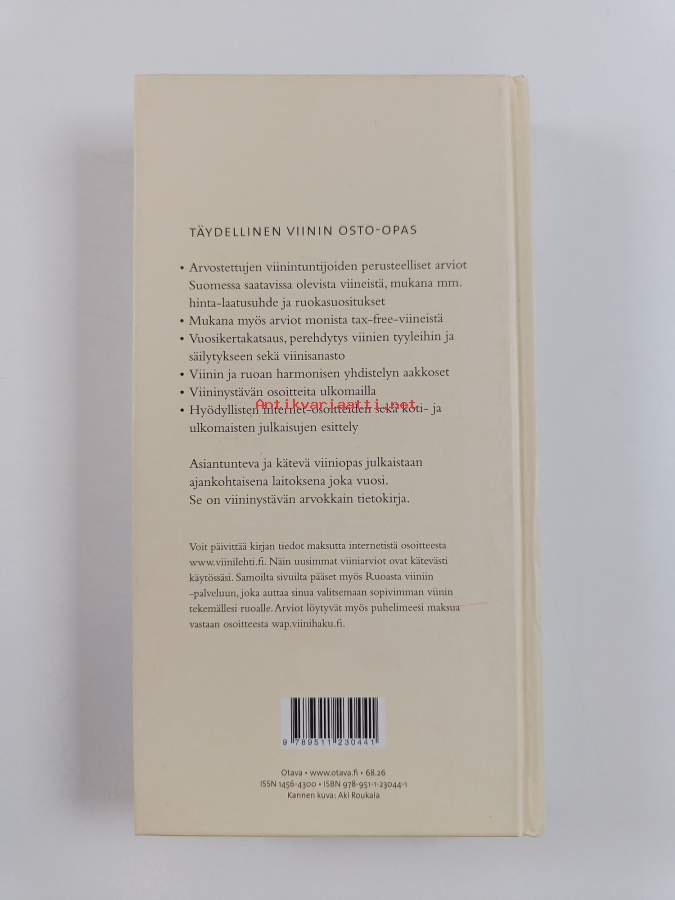 TÄYDELLINEN VIININ OSTO-OPAS
• Arvostettujen viinintuntijoiden perusteelliset arviot
Suomessa saatavissa olevista viineistä, mukana mm.
hinta-laatusuhde ja ruokasuositukset
• Mukana myös arviot monista tax-free-viineistä
• Vuosikertakatsaus, perehdytys viinien tyyleihin ja
säilytykseen sekä viinisanasto
• Viinin ja ruoan harmonisen yhdistelyn aakkoset
• Viininystävän osoitteita ulkomailla
Antikvariaatti.net
• Hyödyllisten internet-osoitteiden sekä koti- ja
ulkomaisten julkaisujen esittely
Asiantunteva ja kätevä viiniopas julkaistaan
ajankohtaisena laitoksena joka vuosi.
Se on viininystävän arvokkain tietokirja.
Voit päivittää kirjan tiedot maksutta internetistä osoitteesta
www.viinilehti.fi. Näin uusimmat viiniarviot ovat kätevästi
käytössäsi. Samoilta sivuilta pääset myös Ruoasta viiniin
-palveluun, joka auttaa sinua valitsemaan sopivimman viinin
tekemällesi ruoalle. Arviot löytyvät myös puhelimeesi maksua
vastaan osoitteesta wap.viinihaku.fi.
9 789511 230441
Otava • www.otava.fi • 68.26
ISSN 1456-4300 • ISBN 978-951-1-23044-1
Kannen kuva: Aki Roukala